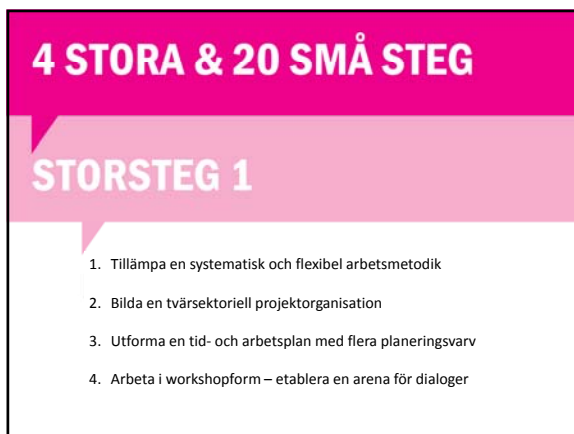 4 STORA & 20 SMÅ STEG
STORSTEG 1
1. Tillämpa en systematisk och flexibel arbetsmetodik
2. Bilda en tvärsektoriell projektorganisation
3. Utforma en tid- och arbetsplan med flera planeringsvarv
4. Arbeta i workshopform – etablera en arena för dialoger